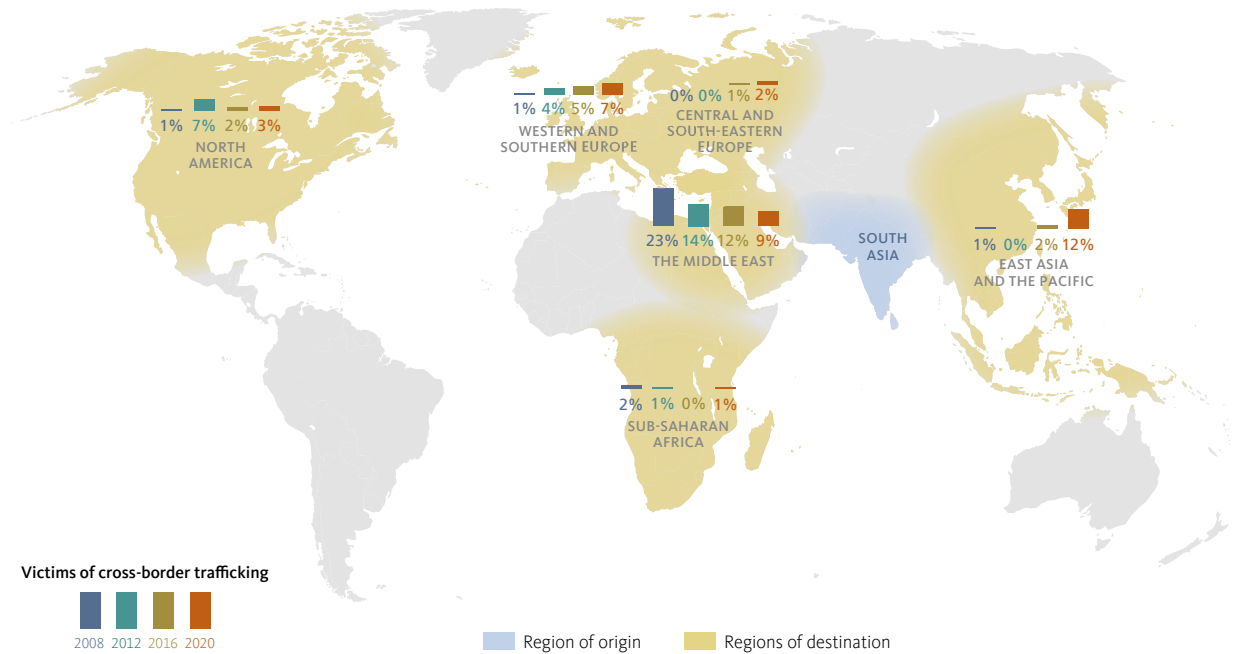 1% 7% 2% 3%
NORTH
AMERICA
1% 4% 5% 7%
WESTERN AND
SOUTHERN EUROPE
0% 0% 1% 2%
CENTRAL AND
SOUTH-EASTERN
EUROPE
23% 14% 12% 9%
THE MIDDLE EAST
SOUTH
ASIA
1% 0% 2% 12%
EAST ASIA
AND THE PACIFIC
2% 1% 0% 1%
SUB-SAHARAN
AFRICA
Victims of cross-border trafficking
2008 2012 2016 2020
Region of origin
Regions of destination